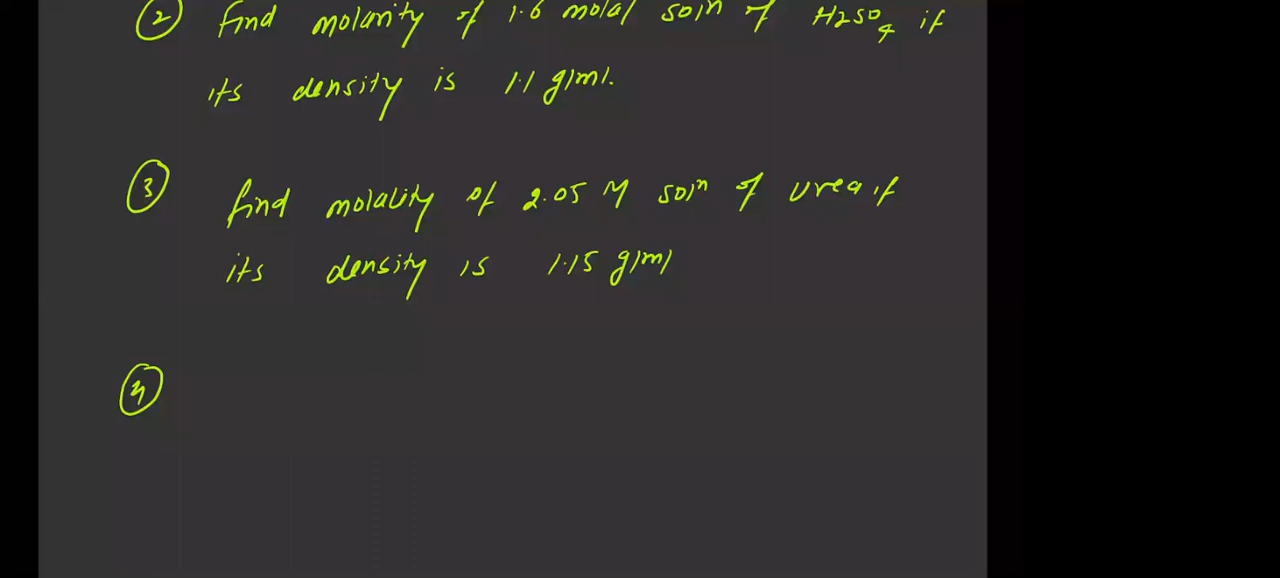 ② find molarity of 1.6 molal soln of H2SO4 if
its density is 1.1 g/ml.
③ find molality of 2.05 M soln of urea if
its density is 1.15 g/ml
④